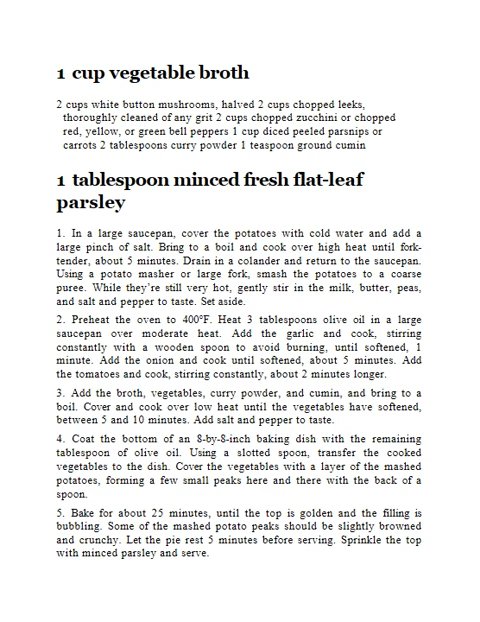 1 cup vegetable broth
2 cups white button mushrooms, halved 2 cups chopped leeks,
thoroughly cleaned of any grit 2 cups chopped zucchini or chopped
red, yellow, or green bell peppers 1 cup diced peeled parsnips or
carrots 2 tablespoons curry powder 1 teaspoon ground cumin
1 tablespoon minced fresh flat-leaf
parsley
1. In a large saucepan, cover the potatoes with cold water and add a
large pinch of salt. Bring to a boil and cook over high heat until fork-
tender, about 5 minutes. Drain in a colander and return to the saucepan.
Using a potato masher or large fork, smash the potatoes to a coarse
puree. While they're still very hot, gently stir in the milk, butter, peas,
and salt and pepper to taste. Set aside.
2. Preheat the oven to 400°F. Heat 3 tablespoons olive oil in a large
saucepan over moderate heat. Add the garlic and cook, stirring
constantly with a wooden spoon to avoid burning, until softened, 1
minute. Add the onion and cook until softened, about 5 minutes. Add
the tomatoes and cook, stirring constantly, about 2 minutes longer.
3. Add the broth, vegetables, curry powder, and cumin, and bring to a
boil. Cover and cook over low heat until the vegetables have softened,
between 5 and 10 minutes. Add salt and pepper to taste.
4. Coat the bottom of an 8-by-8-inch baking dish with the remaining
tablespoon of olive oil. Using a slotted spoon, transfer the cooked
vegetables to the dish. Cover the vegetables with a layer of the mashed
potatoes, forming a few small peaks here and there with the back of a
spoon.
5. Bake for about 25 minutes, until the top is golden and the filling is
bubbling. Some of the mashed potato peaks should be slightly browned
and crunchy. Let the pie rest 5 minutes before serving. Sprinkle the top
with minced parsley and serve.